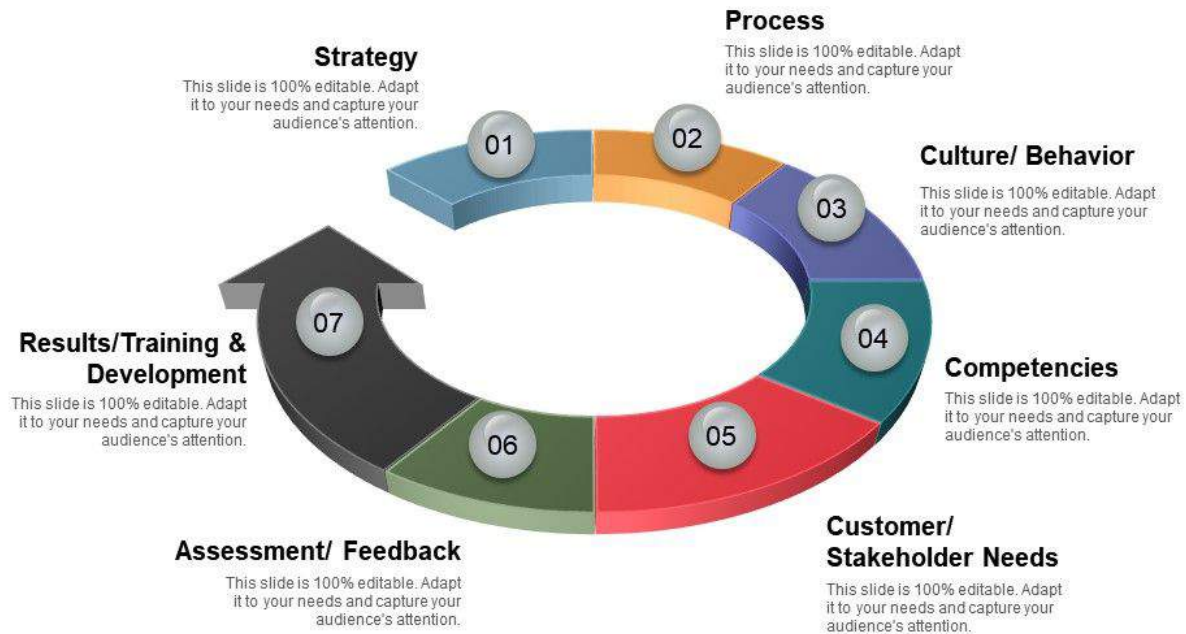 01
Strategy
This slide is 100% editable. Adapt
it to your needs and capture your
audience's attention.
02
Process
This slide is 100% editable. Adapt
it to your needs and capture your
audience's attention.
03
Culture/ Behavior
This slide is 100% editable. Adapt
it to your needs and capture your
audience's attention.
04
Competencies
This slide is 100% editable. Adapt
it to your needs and capture your
audience's attention.
05
Customer/
Stakeholder Needs
This slide is 100% editable. Adapt
it to your needs and capture your
audience's attention.
06
Assessment/ Feedback
This slide is 100% editable. Adapt
it to your needs and capture your
audience's attention.
07
Results/Training &
Development
This slide is 100% editable. Adapt
it to your needs and capture your
audience's attention.